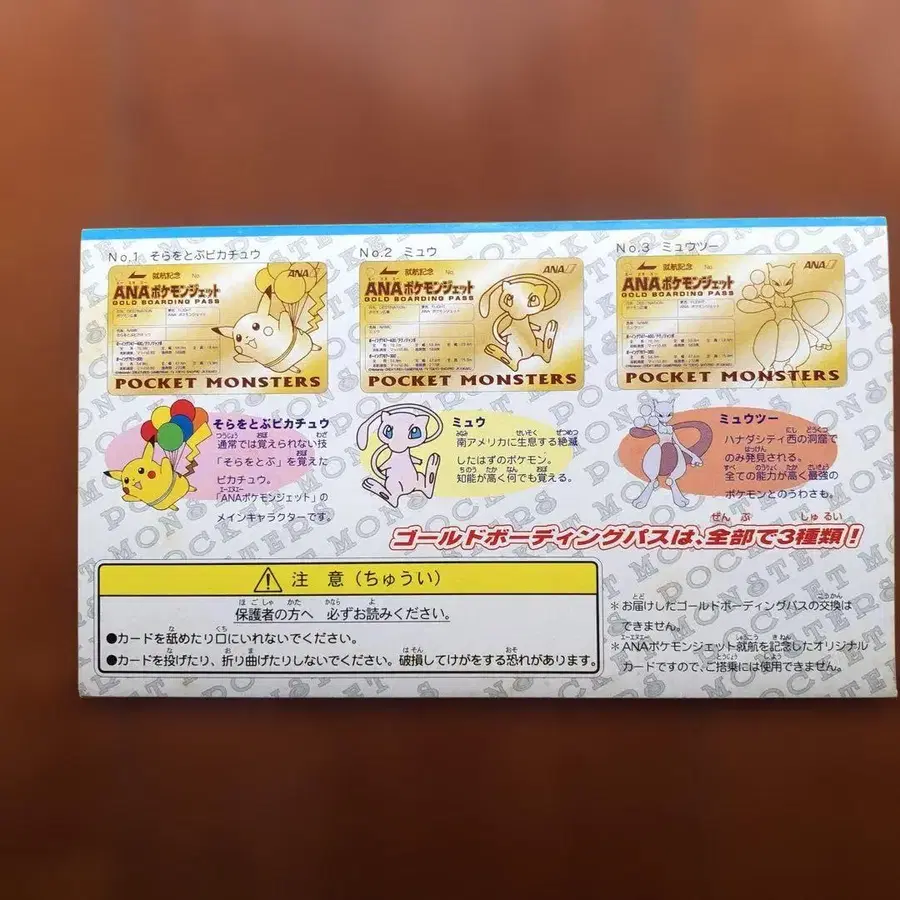 No.1 そらをとぶピカチュウ
No.2 ミュウ
No.3 ミュウツー
就航記念 No.
ANA
ANAポケモンジェット
GOLD BOARDING PASS
POCKET MONSTERS
就航記念 No.
ANA
ANAポケモンジェット
GOLD BOARDING PASS
POCKET MONSTERS
就航記念 No.
ANA
ANAポケモンジェット
GOLD BOARDING PASS
POCKET MONSTERS
そらをとぶピカチュウ
通常では覚えられない技
「そらをとぶ」を覚えた
ピカチュウ。
「ANAポケモンジェット」の
メインキャラクターです。
ミュウ
南アメリカに生息する絶滅
したはずのポケモン。
知能が高く何でも覚える。
ミュウツー
ハナダシティ西の洞窟で
のみ発見される。
全ての能力が高く最強の
ポケモンとのうわさも。
ゴールドボーディングパスは、全部で3種類!
注 意(ちゅうい)
保護者の方へ 必ずお読みください。
●カードを舐めたり口にいれないでください。
●カードを投げたり、折り曲げたりしないでください。破損してけがをする恐れがあります。
*お届けしたゴールドボーディングパスの交換は
できません。
*ANAポケモンジェット就航を記念したオリジナル
カードですので、ご搭乗には使用できません。
POCKET MONSTERS